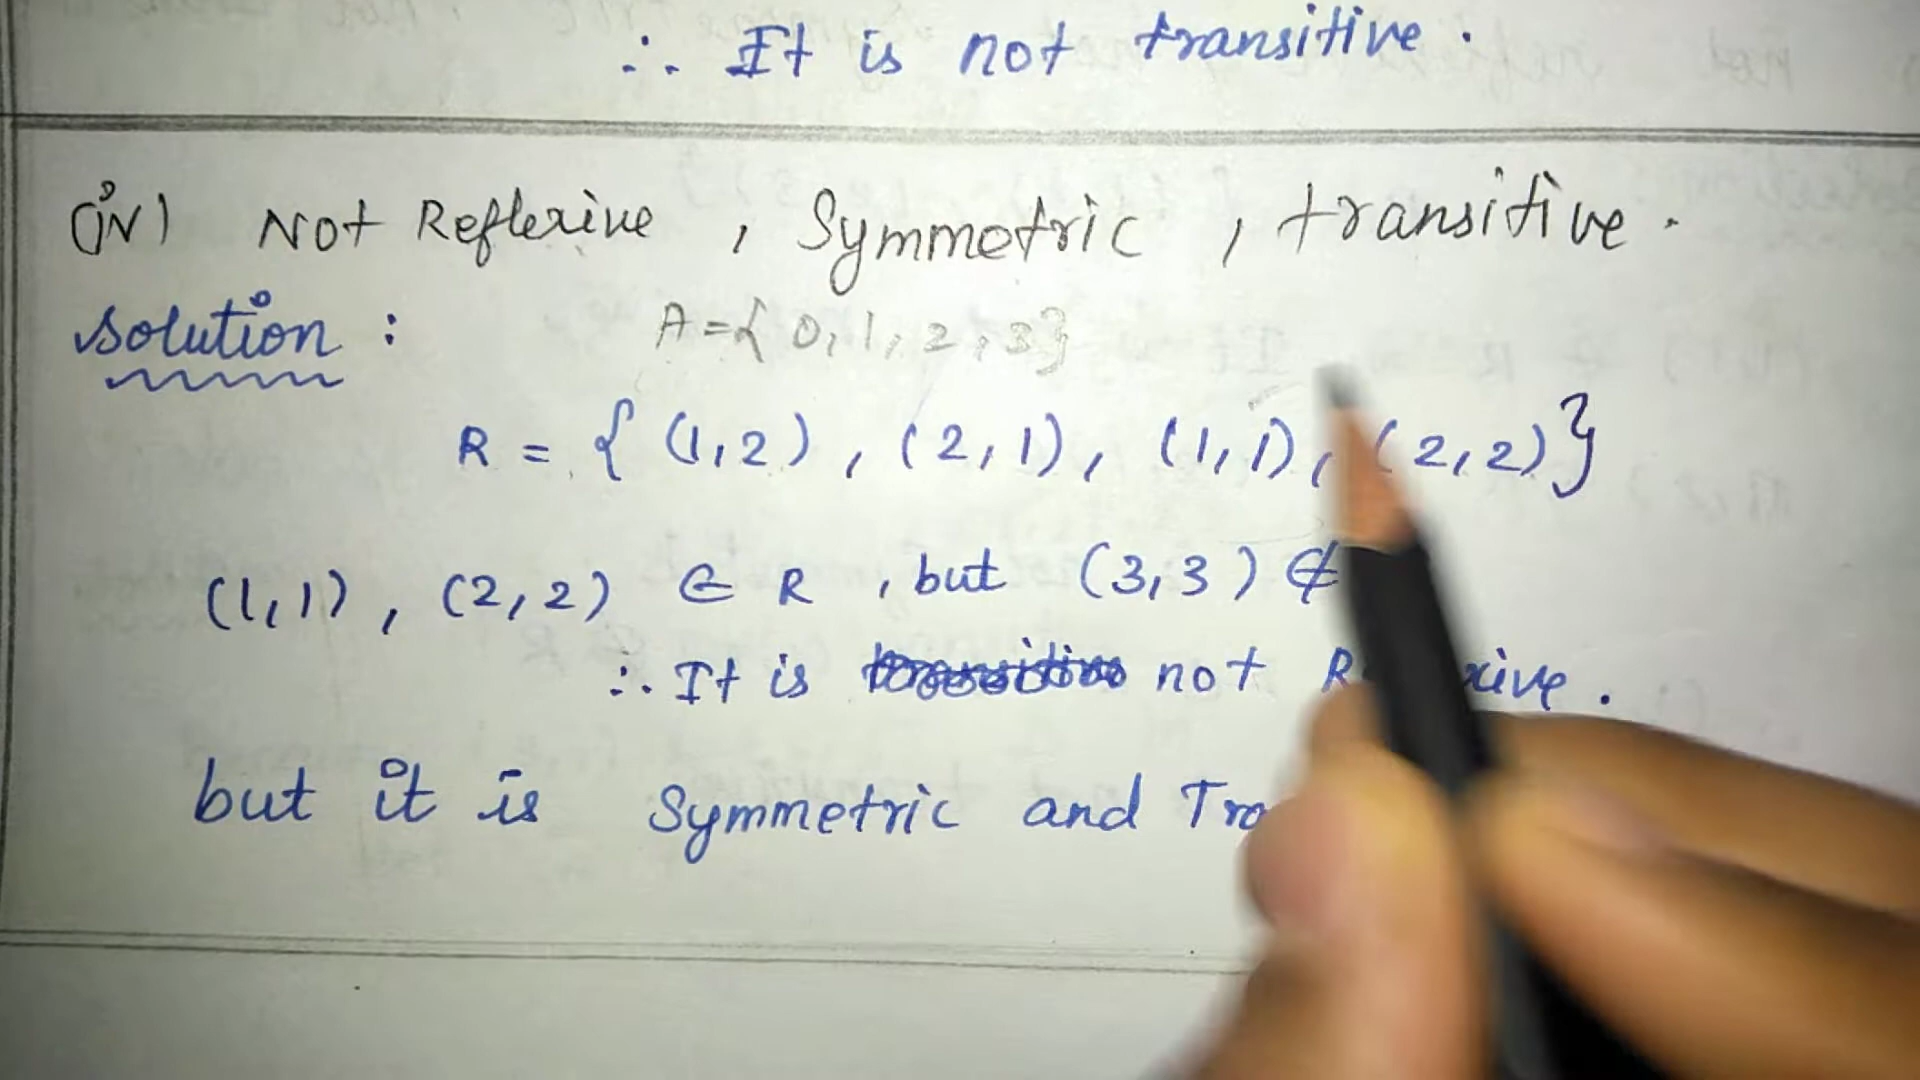 ∴ It is not transitive.
(iv) Not Reflexive, Symmetric, transitive.
solution:
A={0,1,2,3}
R = { (1,2), (2,1), (1,1), (2,2)}
(1,1), (2,2) ∈ R, but (3,3) ∉
∴ It is not
but it is Symmetric and